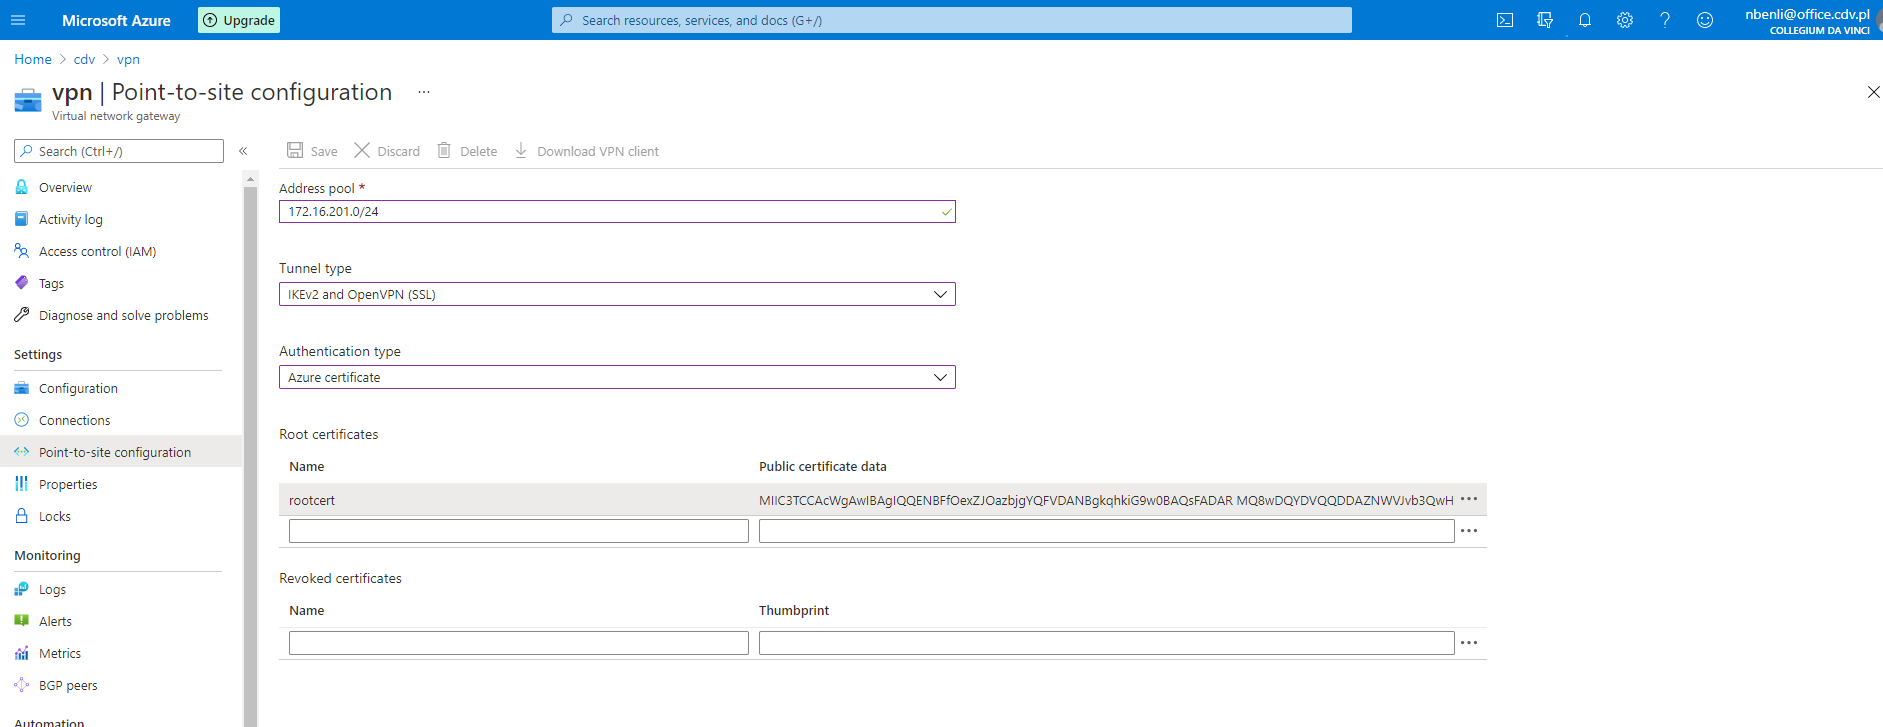 Microsoft Azure
Upgrade
Search resources, services, and docs (G+/)
nbenli@office.cdv.pl
COLLEGIUM DA VINCI
Home > cdv > vpn
vpn | Point-to-site configuration ...
Virtual network gateway
Search (Ctrl+/)
Overview
Activity log
Access control (IAM)
Tags
Diagnose and solve problems
Settings
Configuration
Connections
Point-to-site configuration
Properties
Locks
Monitoring
Logs
Alerts
Metrics
BGP peers
Automation
Save Discard Delete Download VPN client
Address pool *
172.16.201.0/24
Tunnel type
IKEv2 and OpenVPN (SSL)
Authentication type
Azure certificate
Root certificates
Name Public certificate data
rootcert MIIC3TCCAcWgAwIBAgIQQENBFfOexZJOazbjgYQFVDANBgkqhkiG9w0BAQsFADAR MQ8wDQYDVQQDDAZNWVJvb3QwH
Revoked certificates
Name Thumbprint